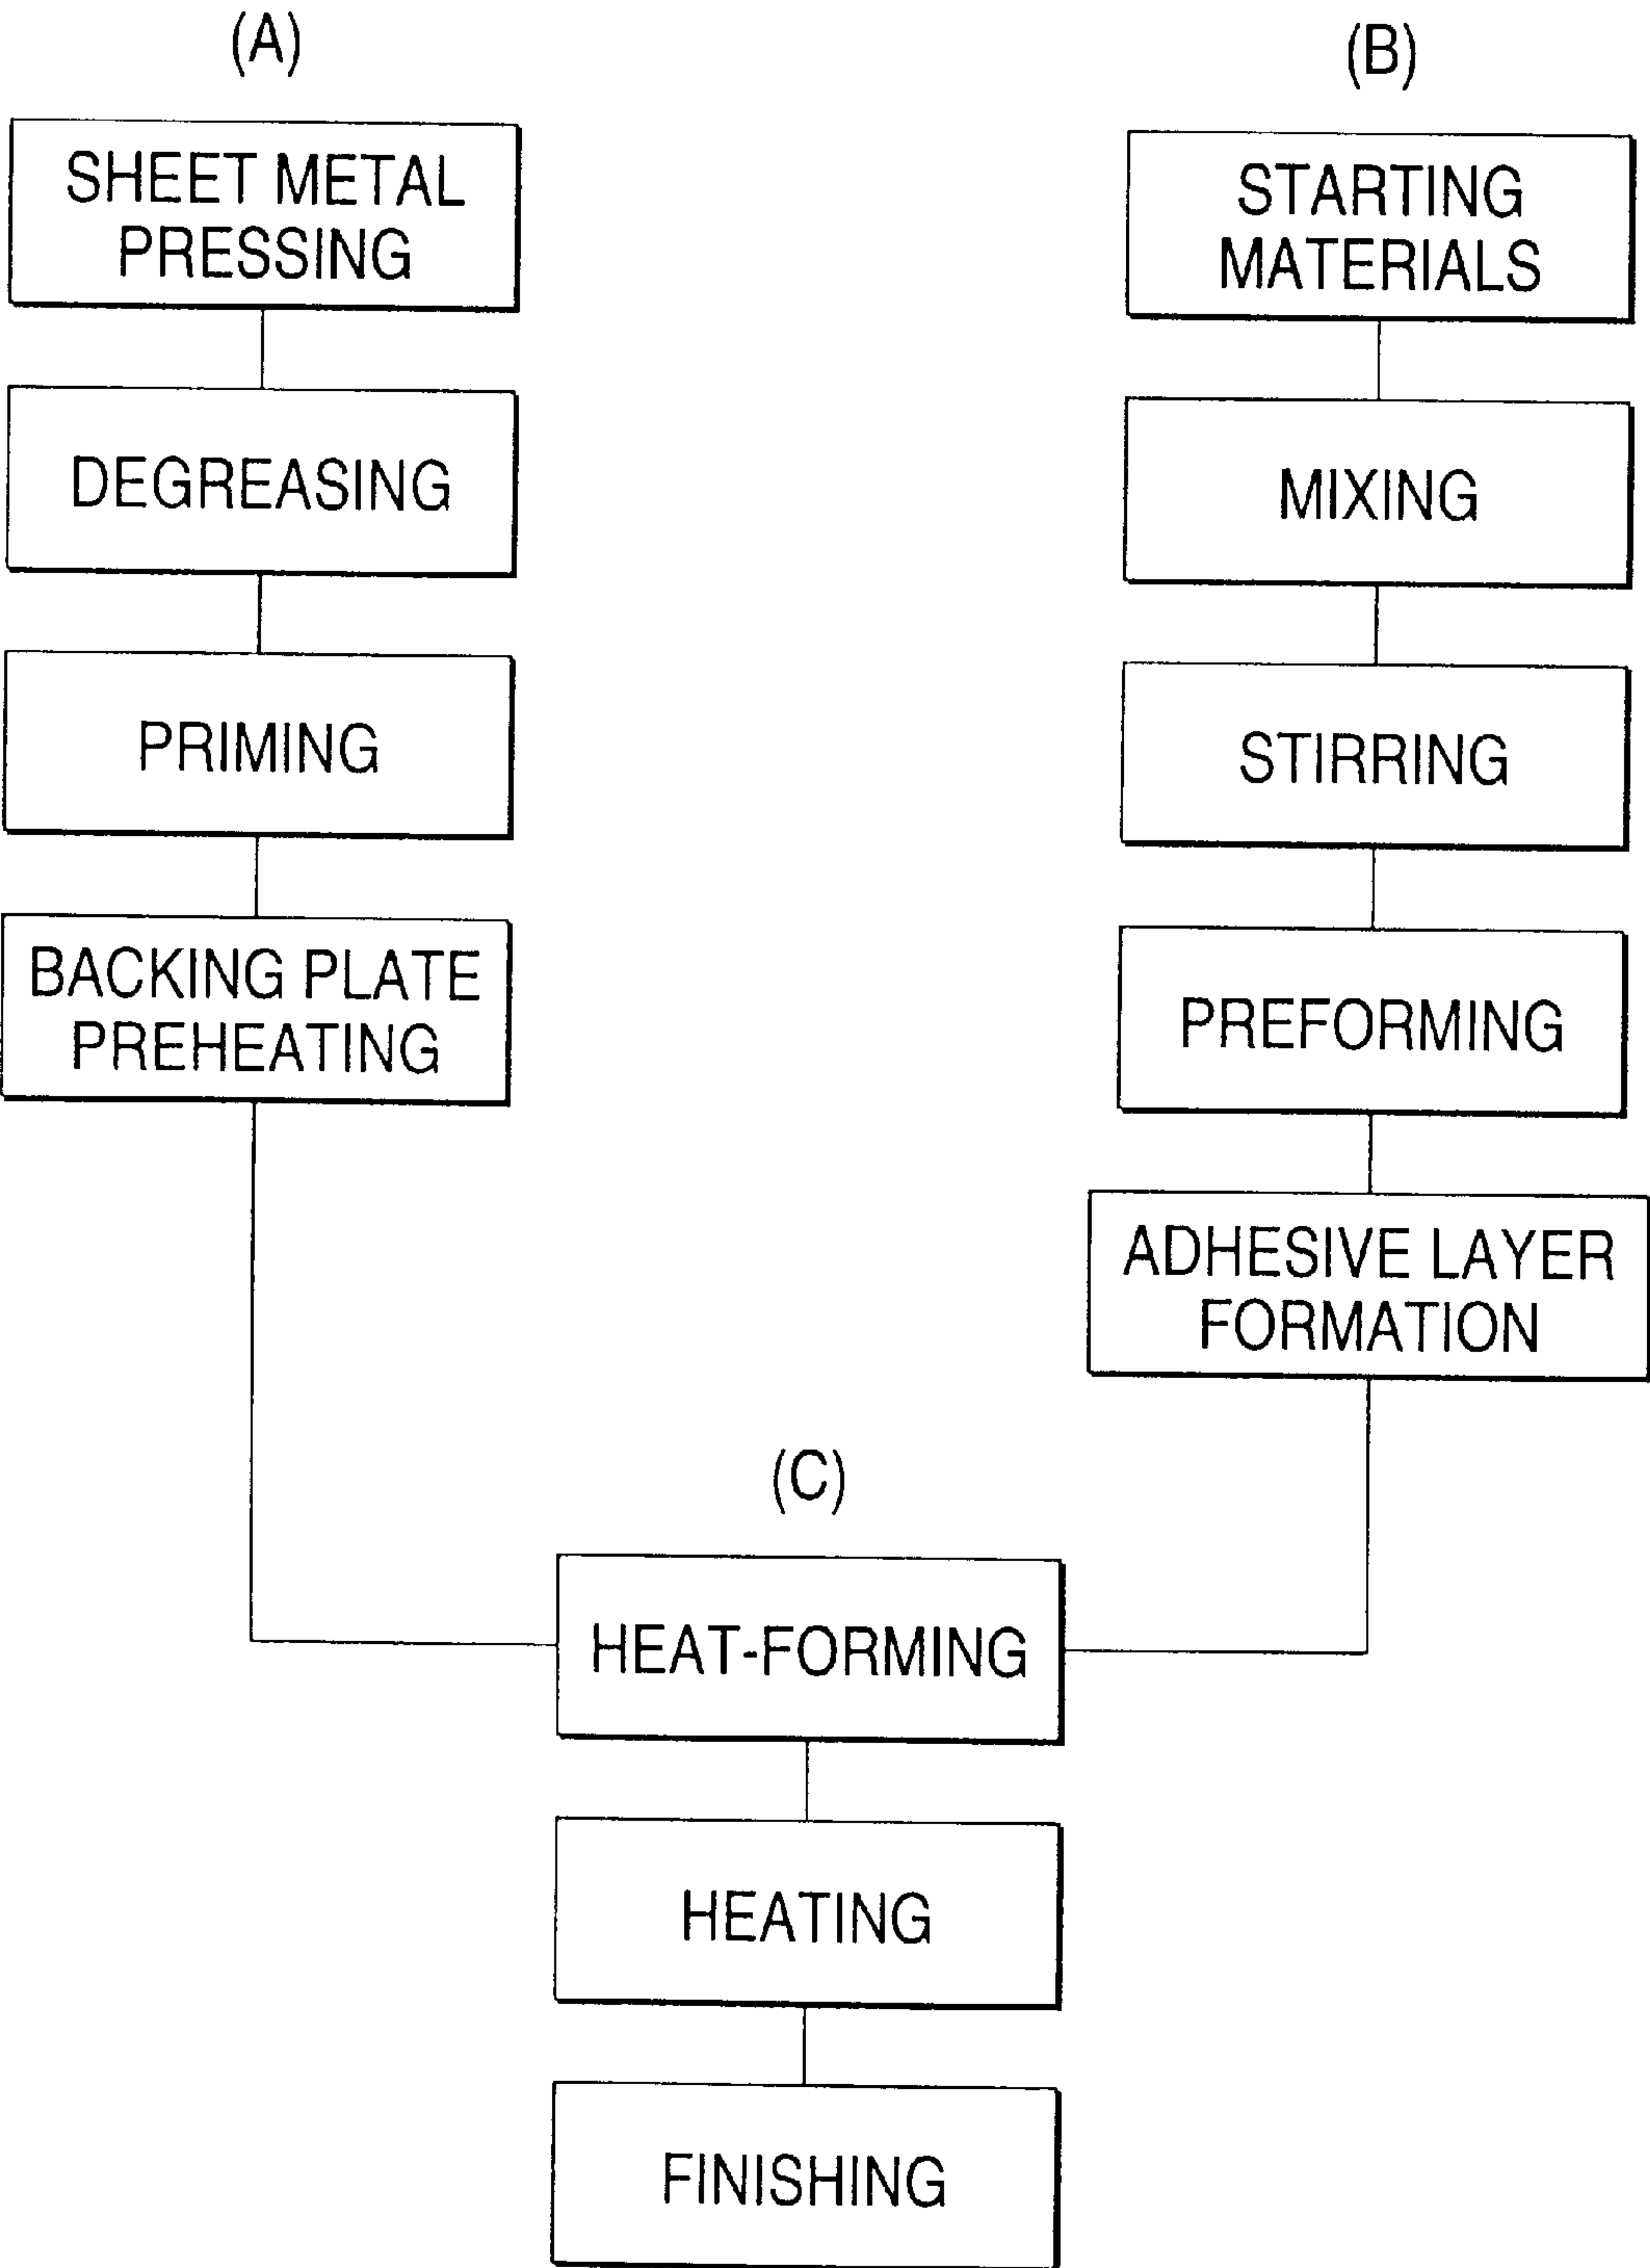 (A)
SHEET METAL
PRESSING
DEGREASING
PRIMING
BACKING PLATE
PREHEATING
(B)
STARTING
MATERIALS
MIXING
STIRRING
PREFORMING
ADHESIVE LAYER
FORMATION
(C)
HEAT-FORMING
HEATING
FINISHING